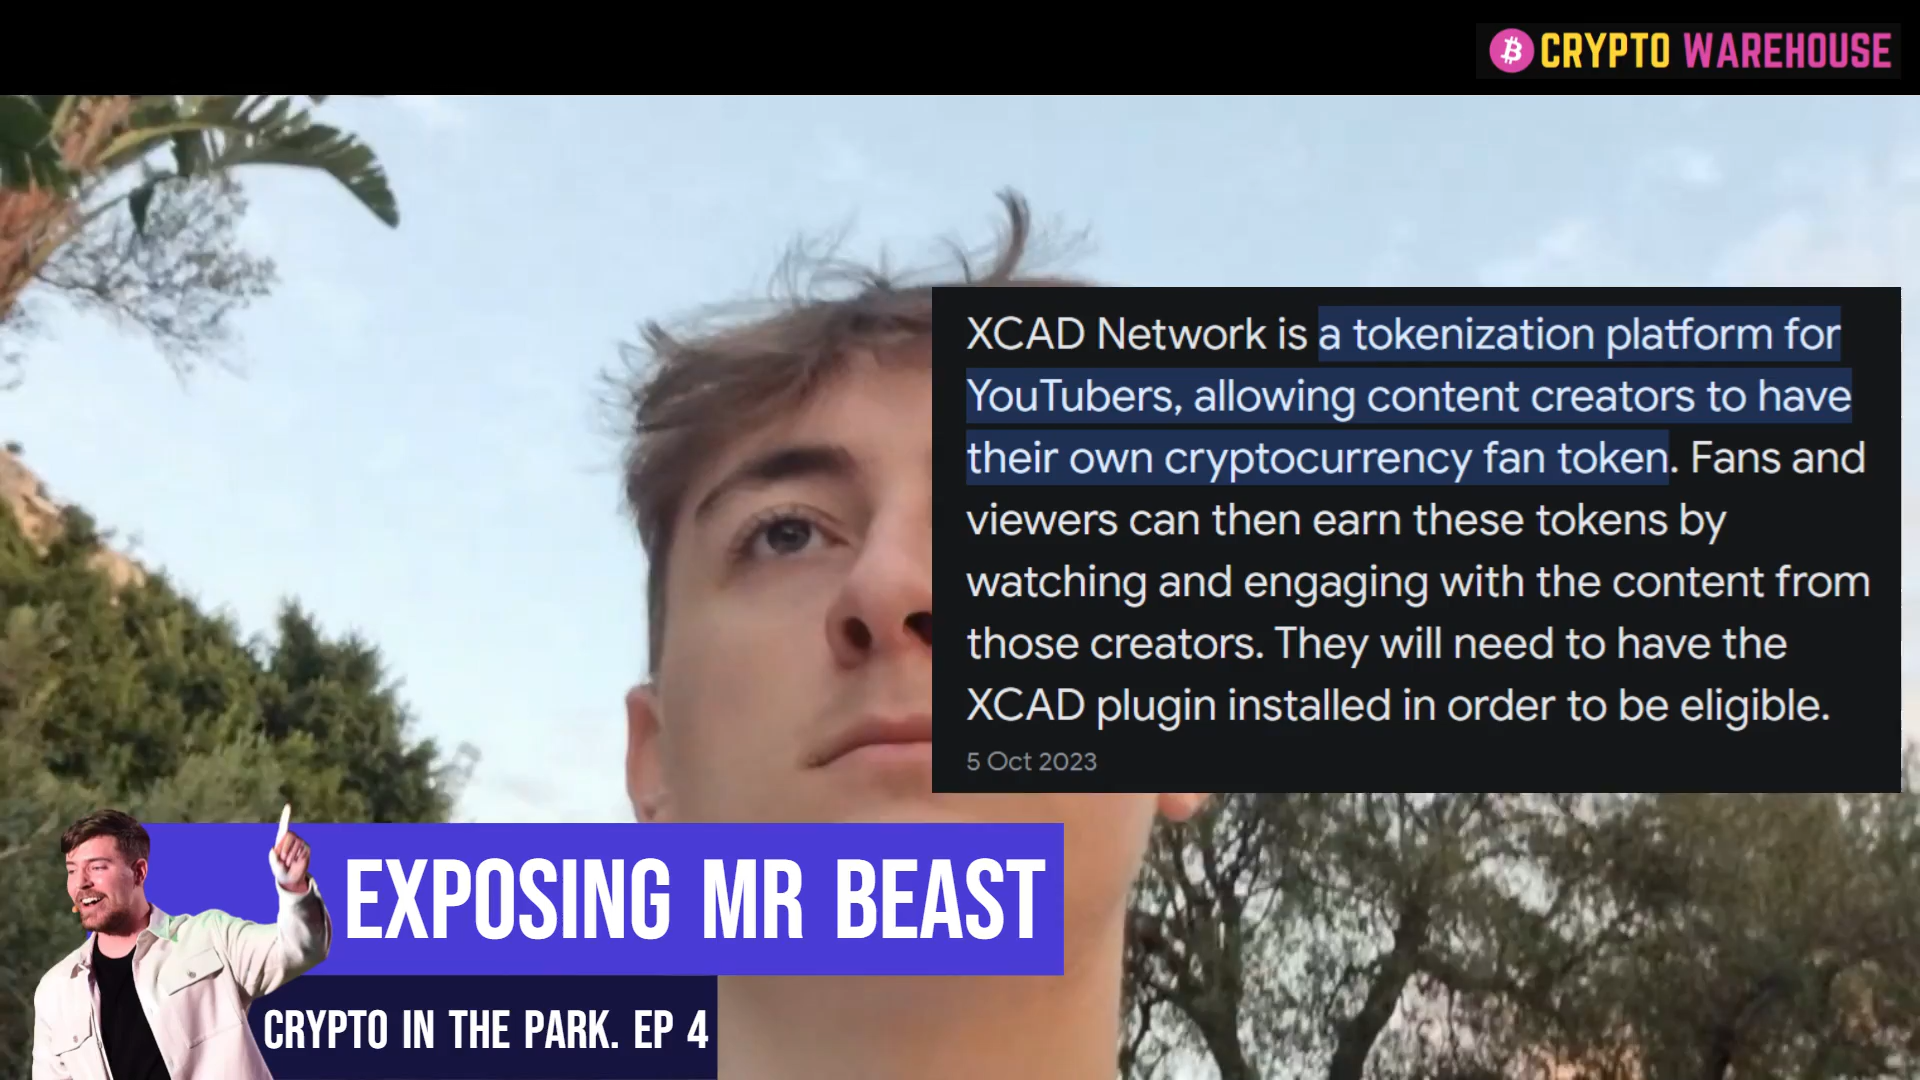 CRYPTO WAREHOUSE
XCAD Network is a tokenization platform for
YouTubers, allowing content creators to have
their own cryptocurrency fan token. Fans and
viewers can then earn these tokens by
watching and engaging with the content from
those creators. They will need to have the
XCAD plugin installed in order to be eligible.
5 Oct 2023
EXPOSING MR BEAST
CRYPTO IN THE PARK. EP 4